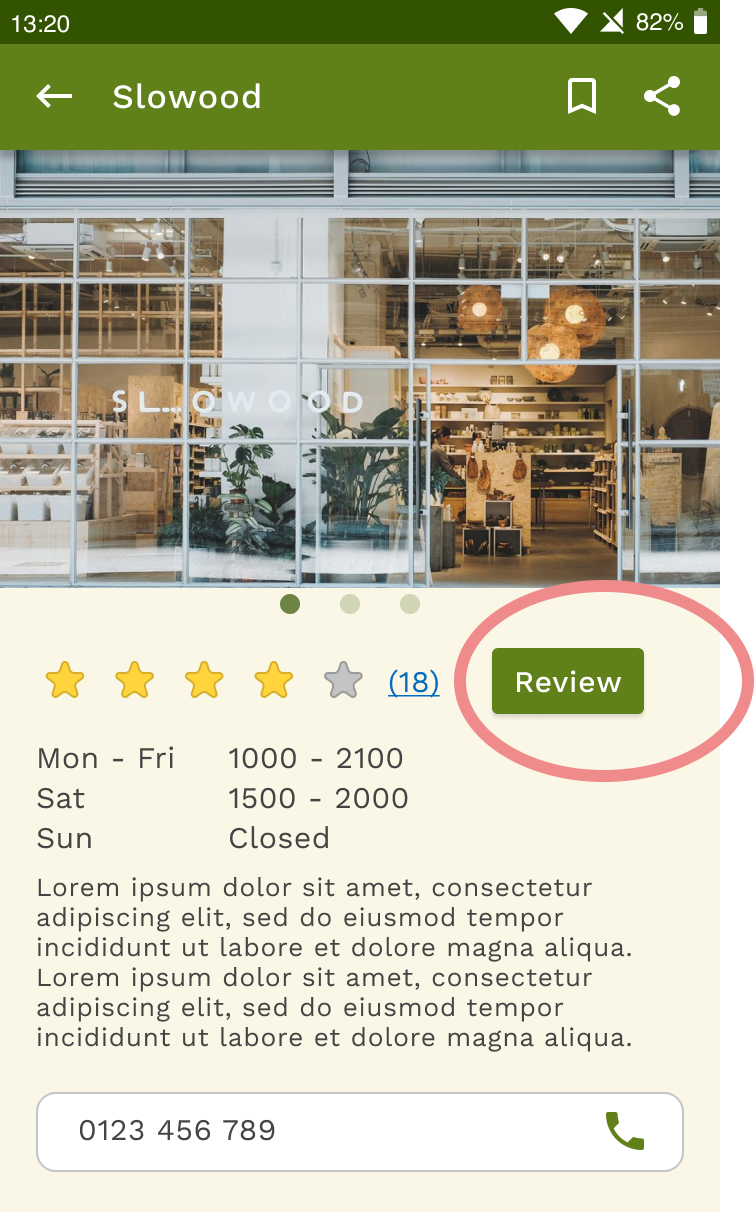 13:20
82%
Slowood
SLOWOOD
(18)
Review
Mon - Fri 1000 - 2100
Sat 1500 - 2000
Sun Closed
Lorem ipsum dolor sit amet, consectetur
adipiscing elit, sed do eiusmod tempor
incididunt ut labore et dolore magna aliqua.
Lorem ipsum dolor sit amet, consectetur
adipiscing elit, sed do eiusmod tempor
incididunt ut labore et dolore magna aliqua.
0123 456 789